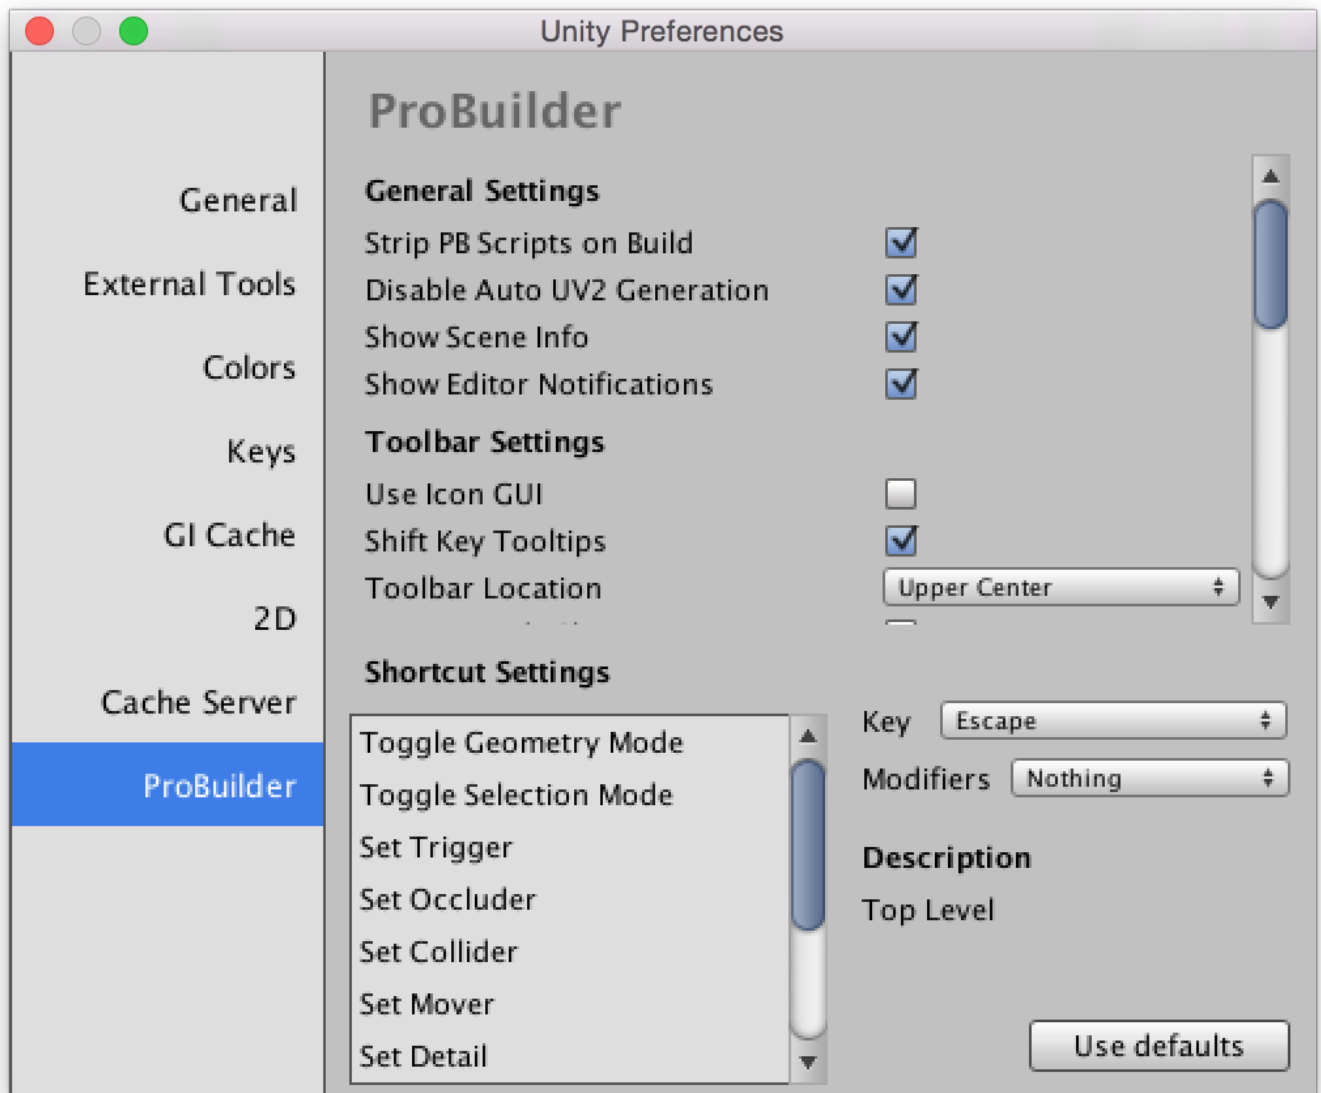 Unity Preferences
General
External Tools
Colors
Keys
GI Cache
2D
Cache Server
ProBuilder
ProBuilder
General Settings
Strip PB Scripts on Build
Disable Auto UV2 Generation
Show Scene Info
Show Editor Notifications
Toolbar Settings
Use Icon GUI
Shift Key Tooltips
Toolbar Location Upper Center
Shortcut Settings
Toggle Geometry Mode
Toggle Selection Mode
Set Trigger
Set Occluder
Set Collider
Set Mover
Set Detail
Key Escape
Modifiers Nothing
Description
Top Level
Use defaults